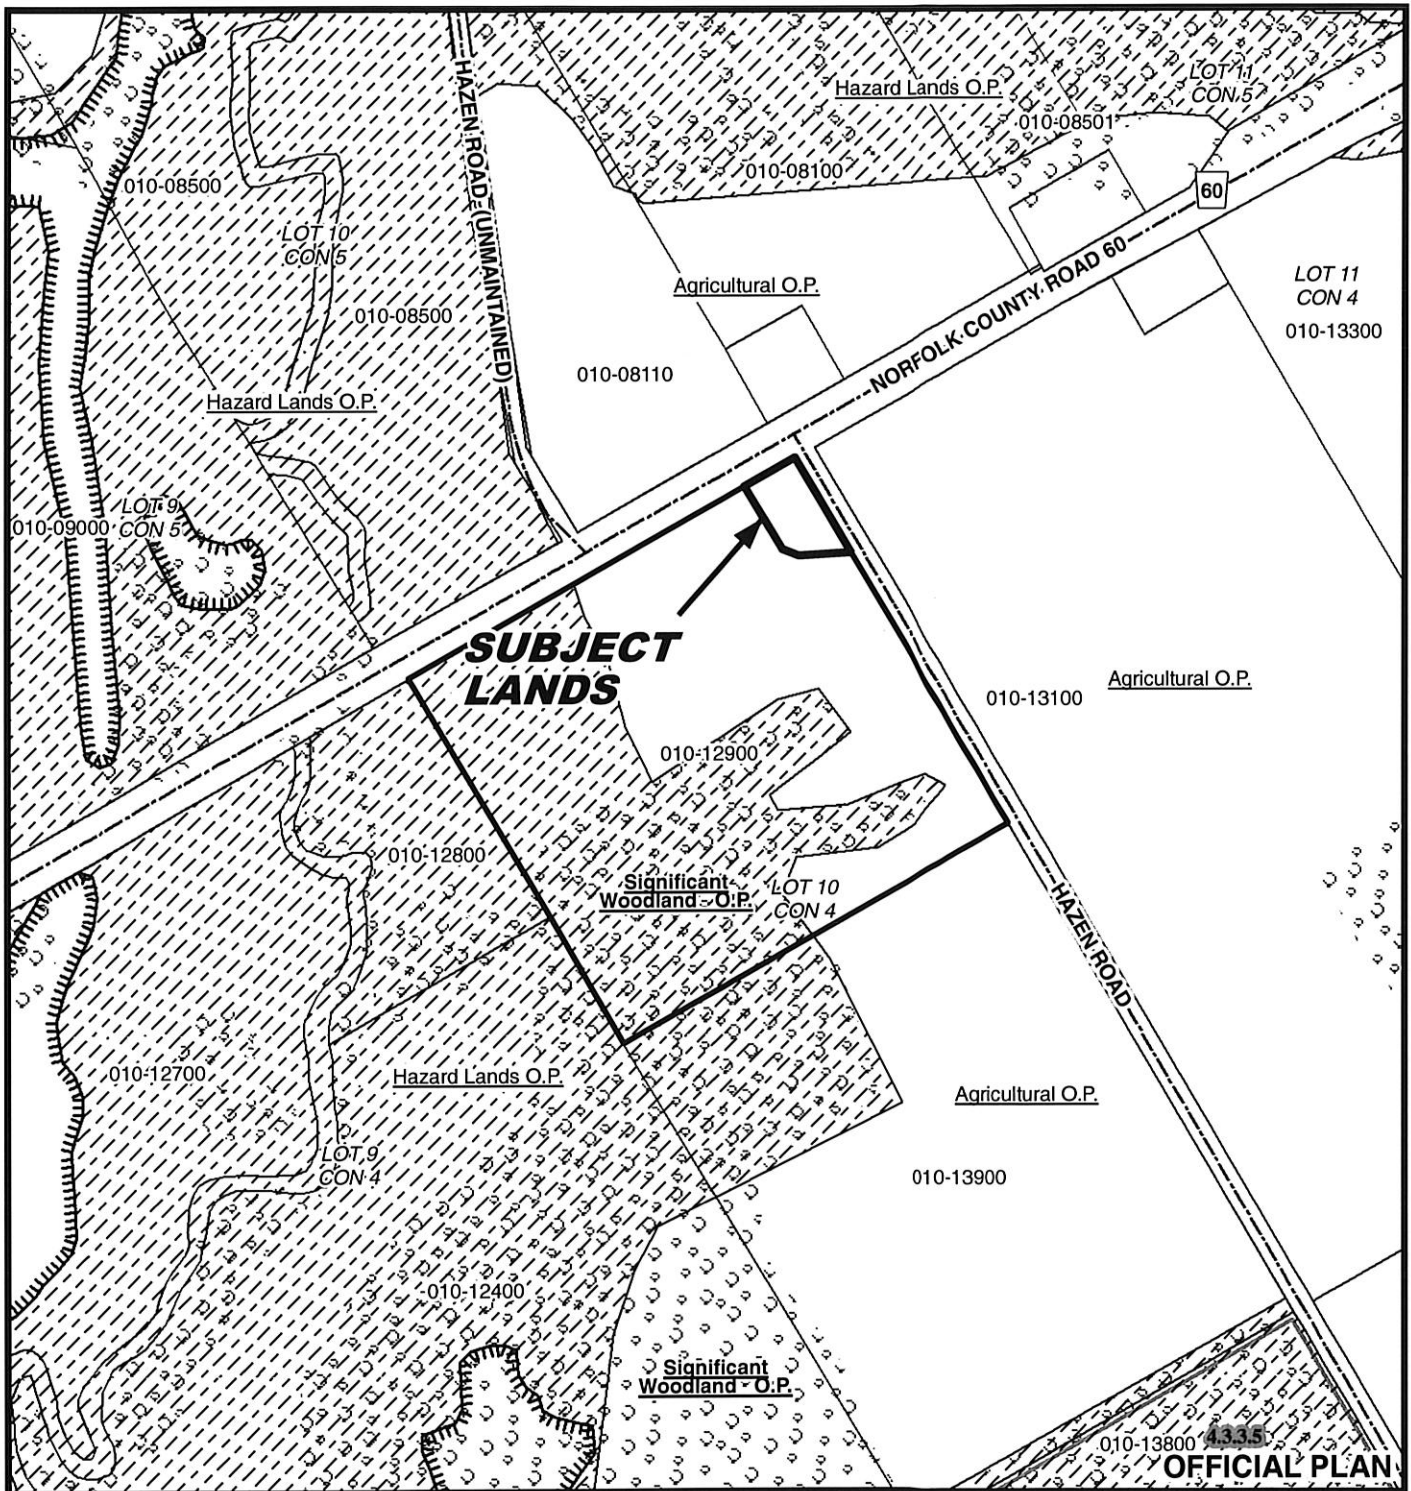 HAZEN ROAD (UNMAINTAINED)
Hazard Lands O.P.
LOT 11
CON 5
010-08501
010-08100
010-08500
60
LOT 10
CON 5
NORFOLK COUNTY ROAD 60
LOT 11
CON 4
Agricultural O.P.
010-08500
010-13300
010-08110
Hazard Lands O.P.
LOT 9
CON 5
010-09000
SUBJECT
LANDS
010-13100
Agricultural O.P.
010-12900
010-12800
Significant
Woodland - O.P.
LOT 10
CON 4
HAZEN ROAD
010-12700
Hazard Lands O.P.
Agricultural O.P.
LOT 9
CON 4
010-13900
010-12400
Significant
Woodland - O.P.
010-13800
4.3.3.5
OFFICIAL PLAN